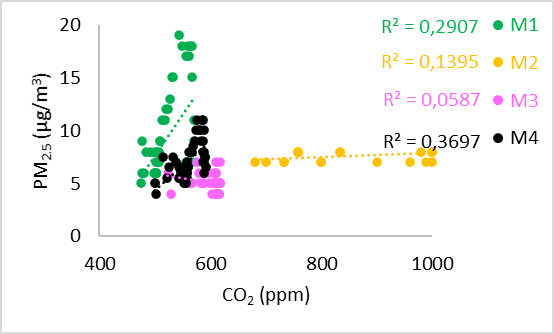 20
15
10
5
0
400
600
800
1000
PM2.5 (µg/m³)
CO2 (ppm)
R² = 0,2907 M1
R² = 0,1395 M2
R² = 0,0587 M3
R² = 0,3697 M4